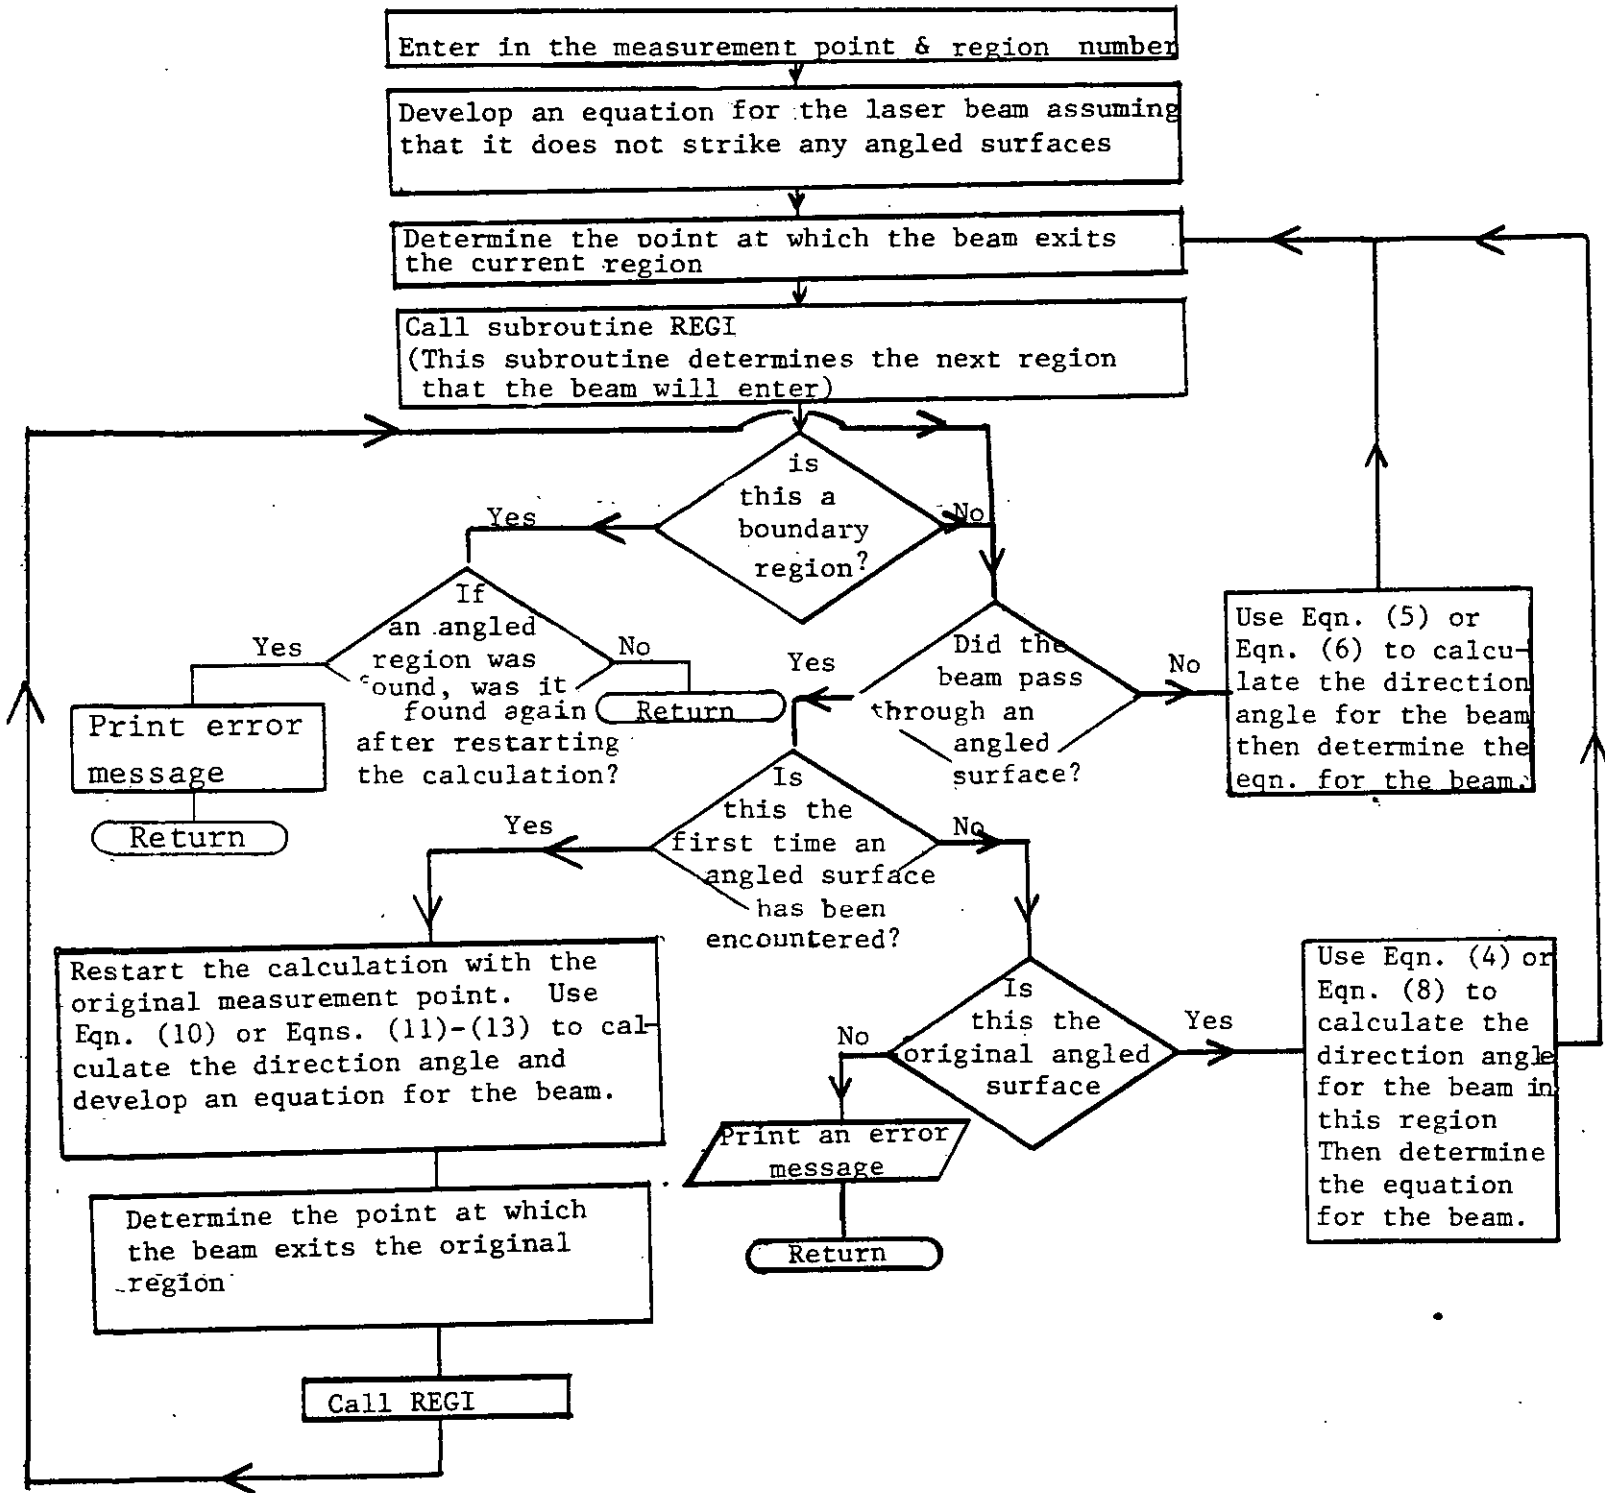 Enter in the measurement point & region number
Develop an equation for the laser beam assuming
that it does not strike any angled surfaces
Determine the point at which the beam exits
the current region
Call subroutine REGI
(This subroutine determines the next region
that the beam will enter)
is
this a
boundary
region?
Yes
No
If
an angled
region was
found, was it
found again
after restarting
the calculation?
Yes
No
Print error
message
Return
Return
Did the
beam pass
through an
angled
surface?
Yes
No
Use Eqn. (5) or
Eqn. (6) to calcu-
late the direction
angle for the beam
then determine the
eqn. for the beam.
Is
this the
first time an
angled surface
has been
encountered?
Yes
No
Restart the calculation with the
original measurement point. Use
Eqn. (10) or Eqns. (11)-(13) to cal-
culate the direction angle and
develop an equation for the beam.
Determine the point at which
the beam exits the original
region
Call REGI
Is
this the
original angled
surface
No
Yes
Print an error
message
Return
Use Eqn. (4) or
Eqn. (8) to
calculate the
direction angle
for the beam in
this region
Then determine
the equation
for the beam.